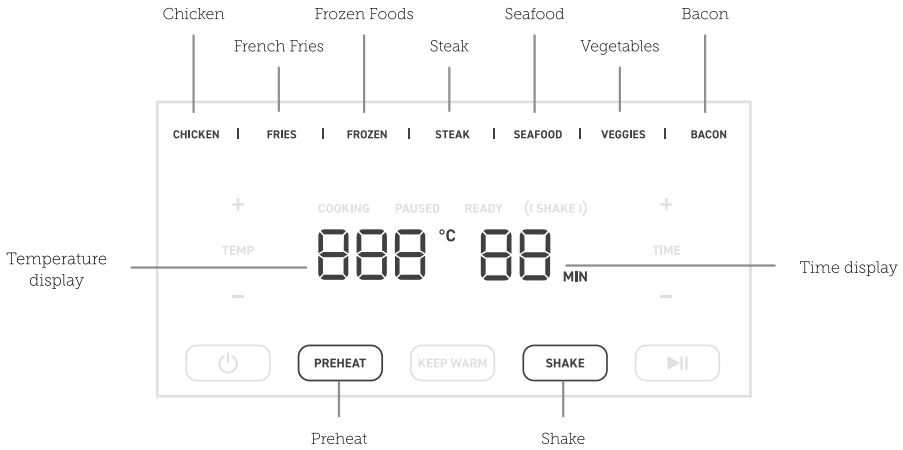 Chicken
Frozen Foods
Seafood
Bacon
French Fries
Steak
Vegetables
CHICKEN | FRIES | FROZEN | STEAK | SEAFOOD | VEGGIES | BACON
+
COOKING PAUSED READY ((SHAKE))
+
TEMP
888 °C 88 MIN
TIME
Temperature
display
Time display
–
–
PREHEAT
KEEP WARM
SHAKE
Preheat
Shake